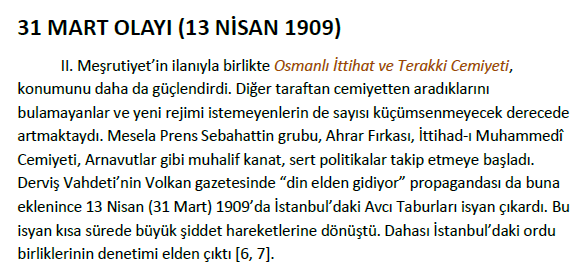 31 MART OLAYI (13 NİSAN 1909)
II. Meşrutiyet’in ilanıyla birlikte Osmanlı İttihat ve Terakki Cemiyeti,
konumunu daha da güçlendirdi. Diğer taraftan cemiyetten aradıklarını
bulamayanlar ve yeni rejimi istemeyenlerin de sayısı küçümsenmeyecek derecede
artmaktaydı. Mesela Prens Sebahattin grubu, Ahrar Fırkası, İttihad-ı Muhammedî
Cemiyeti, Arnavutlar gibi muhalif kanat, sert politikalar takip etmeye başladı.
Derviş Vahdeti’nin Volkan gazetesinde “din elden gidiyor” propagandası da buna
eklenince 13 Nisan (31 Mart) 1909’da İstanbul’daki Avcı Taburları isyan çıkardı. Bu
isyan kısa sürede büyük şiddet hareketlerine dönüştü. Dahası İstanbul’daki ordu
birliklerinin denetimi elden çıktı [6, 7].